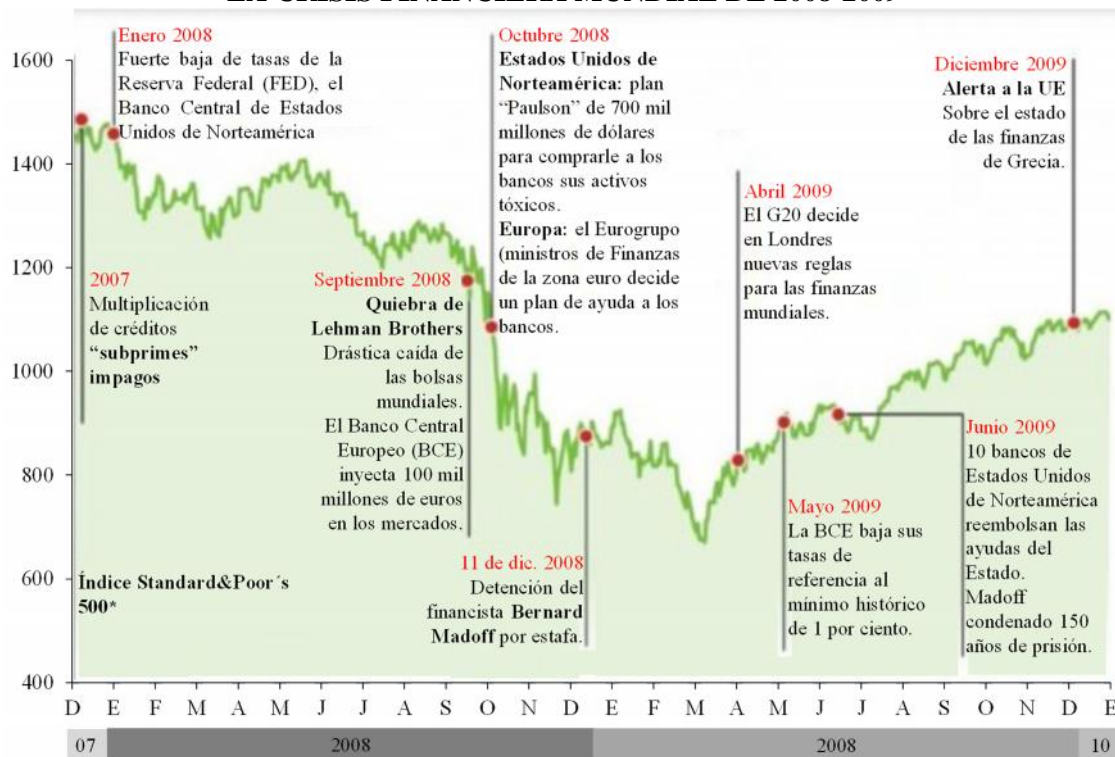 LA CRISIS FINANCIERA MUNDIAL DE 2008-2009
1600
1400
1200
1000
800
600
400
Enero 2008
Fuerte baja de tasas de la
Reserva Federal (FED), el
Banco Central de Estados
Unidos de Norteamérica
2007
Multiplicación
de créditos
“subprimes”
impagos
Septiembre 2008
Quiebra de
Lehman Brothers
Drástica caída de
las bolsas
mundiales.
El Banco Central
Europeo (BCE)
inyecta 100 mil
millones de euros
en los mercados.
Octubre 2008
Estados Unidos de
Norteamérica: plan
“Paulson” de 700 mil
millones de dólares
para comprarle a los
bancos sus activos
tóxicos.
Europa: el Eurogrupo
(ministros de Finanzas
de la zona euro decide
un plan de ayuda a los
bancos.
11 de dic. 2008
Detención del
financista Bernard
Madoff por estafa.
Abril 2009
El G20 decide
en Londres
nuevas reglas
para las finanzas
mundiales.
Mayo 2009
La BCE baja sus
tasas de
referencia al
mínimo histórico
de 1 por ciento.
Junio 2009
10 bancos de
Estados Unidos
de Norteamérica
reembolsan las
ayudas del
Estado.
Madoff
condenado 150
años de prisión.
Diciembre 2009
Alerta a la UE
Sobre el estado
de las finanzas
de Grecia.
Índice Standard&Poor´s
500*
D E F M A M J J A S O N D E F M A M J J A S O N D E
07 2008 2008 10